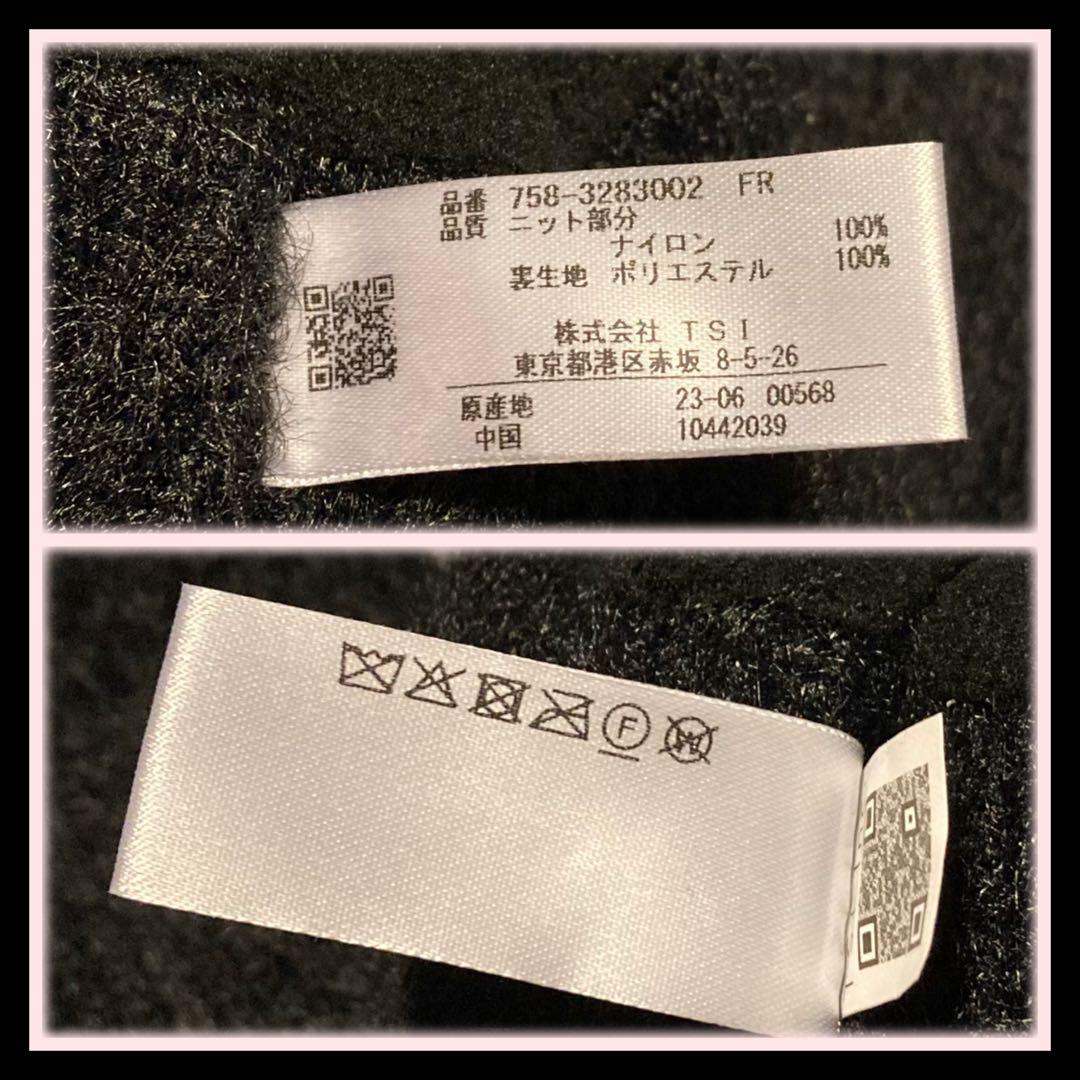 品番 758-3283002 FR
品質 ニット部分
ナイロン 100%
裏生地 ポリエステル 100%
株式会社 TSI
東京都港区赤坂 8-5-26
原産地 23-06 00568
中国 10442039
F
W